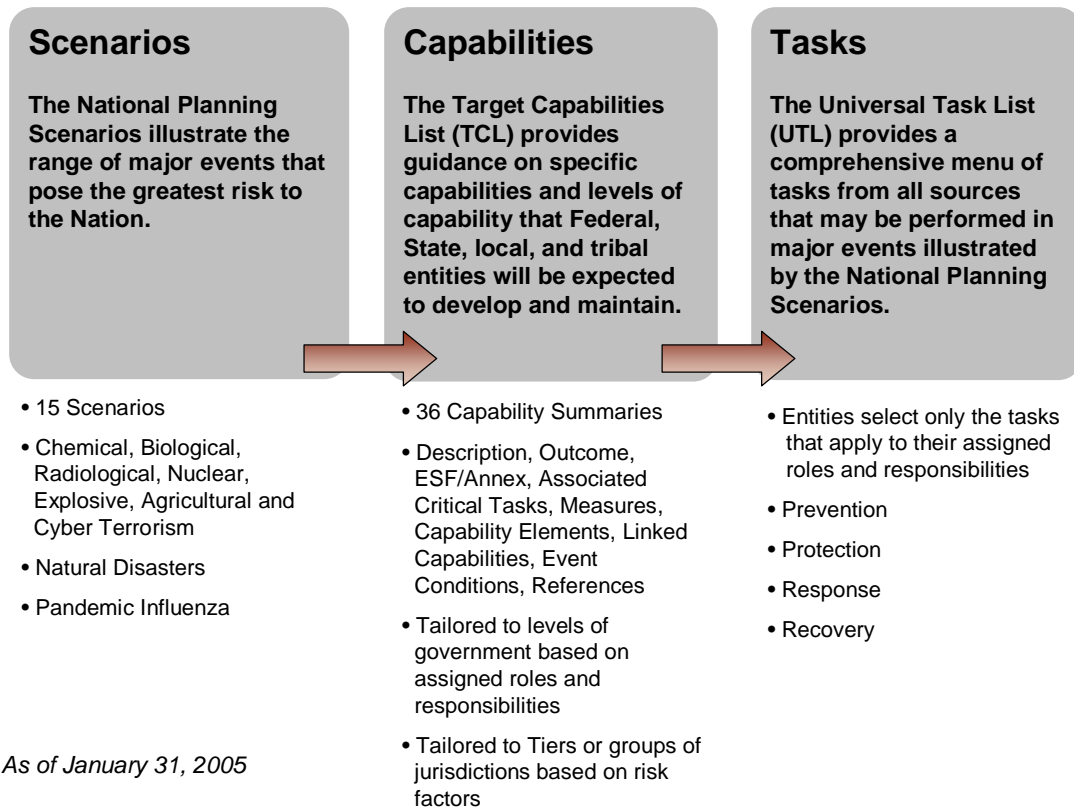 Scenarios
The National Planning
Scenarios illustrate the
range of major events that
pose the greatest risk to
the Nation.
• 15 Scenarios
• Chemical, Biological,
Radiological, Nuclear,
Explosive, Agricultural and
Cyber Terrorism
• Natural Disasters
• Pandemic Influenza
Capabilities
The Target Capabilities
List (TCL) provides
guidance on specific
capabilities and levels of
capability that Federal,
State, local, and tribal
entities will be expected
to develop and maintain.
• 36 Capability Summaries
• Description, Outcome,
ESF/Annex, Associated
Critical Tasks, Measures,
Capability Elements, Linked
Capabilities, Event
Conditions, References
• Tailored to levels of
government based on
assigned roles and
responsibilities
• Tailored to Tiers or groups of
jurisdictions based on risk
factors
Tasks
The Universal Task List
(UTL) provides a
comprehensive menu of
tasks from all sources
that may be performed in
major events illustrated
by the National Planning
Scenarios.
• Entities select only the tasks
that apply to their assigned
roles and responsibilities
• Prevention
• Protection
• Response
• Recovery
As of January 31, 2005